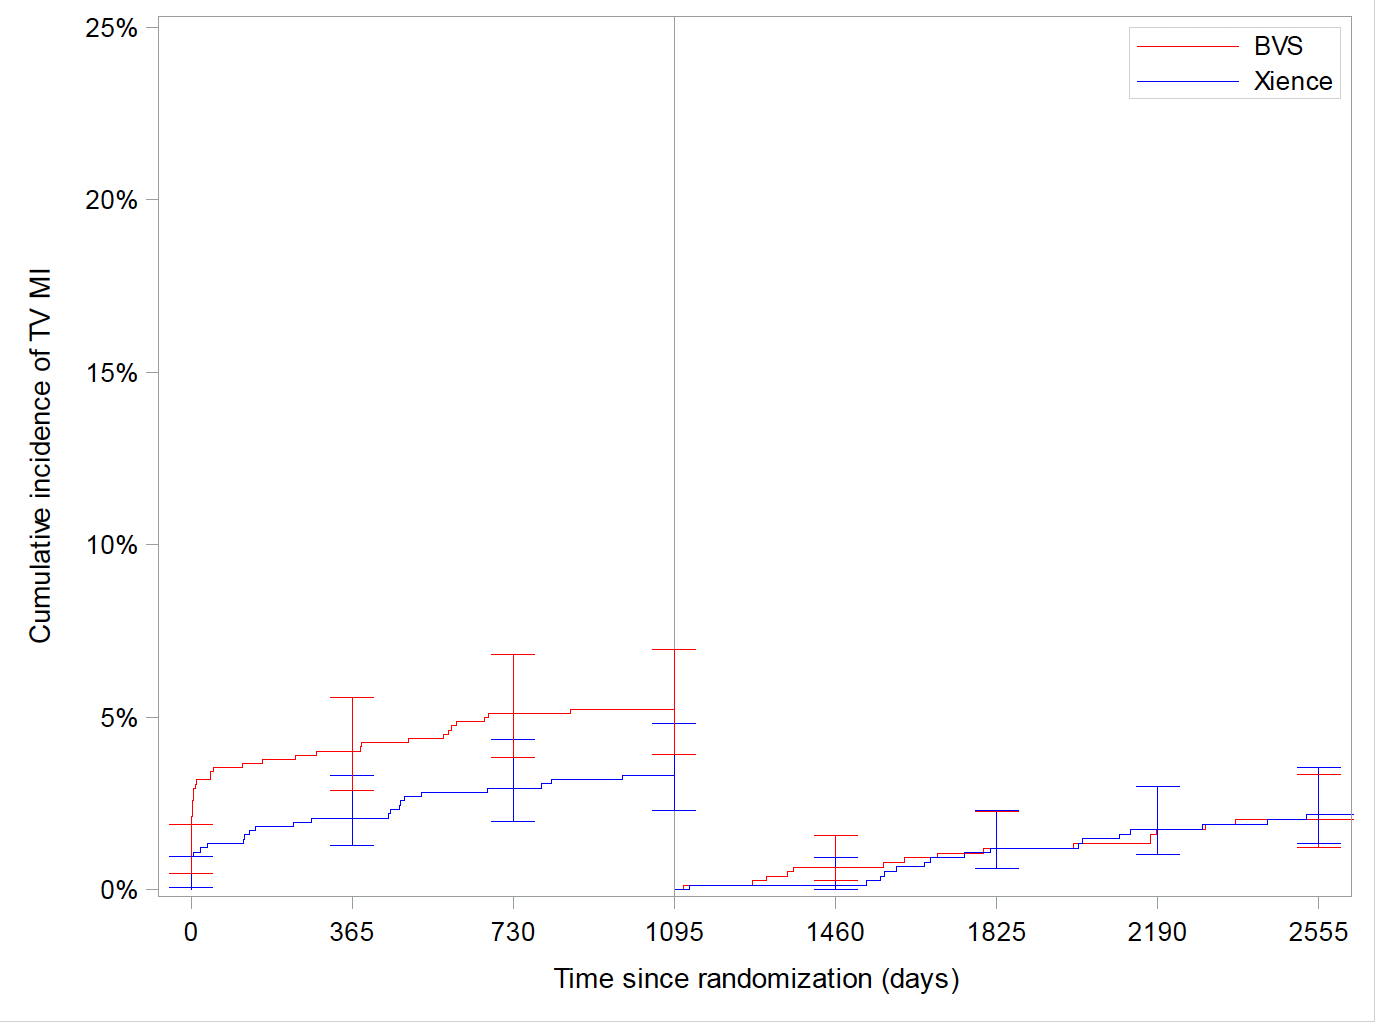 25%
20%
15%
10%
5%
0%
Cumulative incidence of TV MI
BVS
Xience
0 365 730 1095 1460 1825 2190 2555
Time since randomization (days)